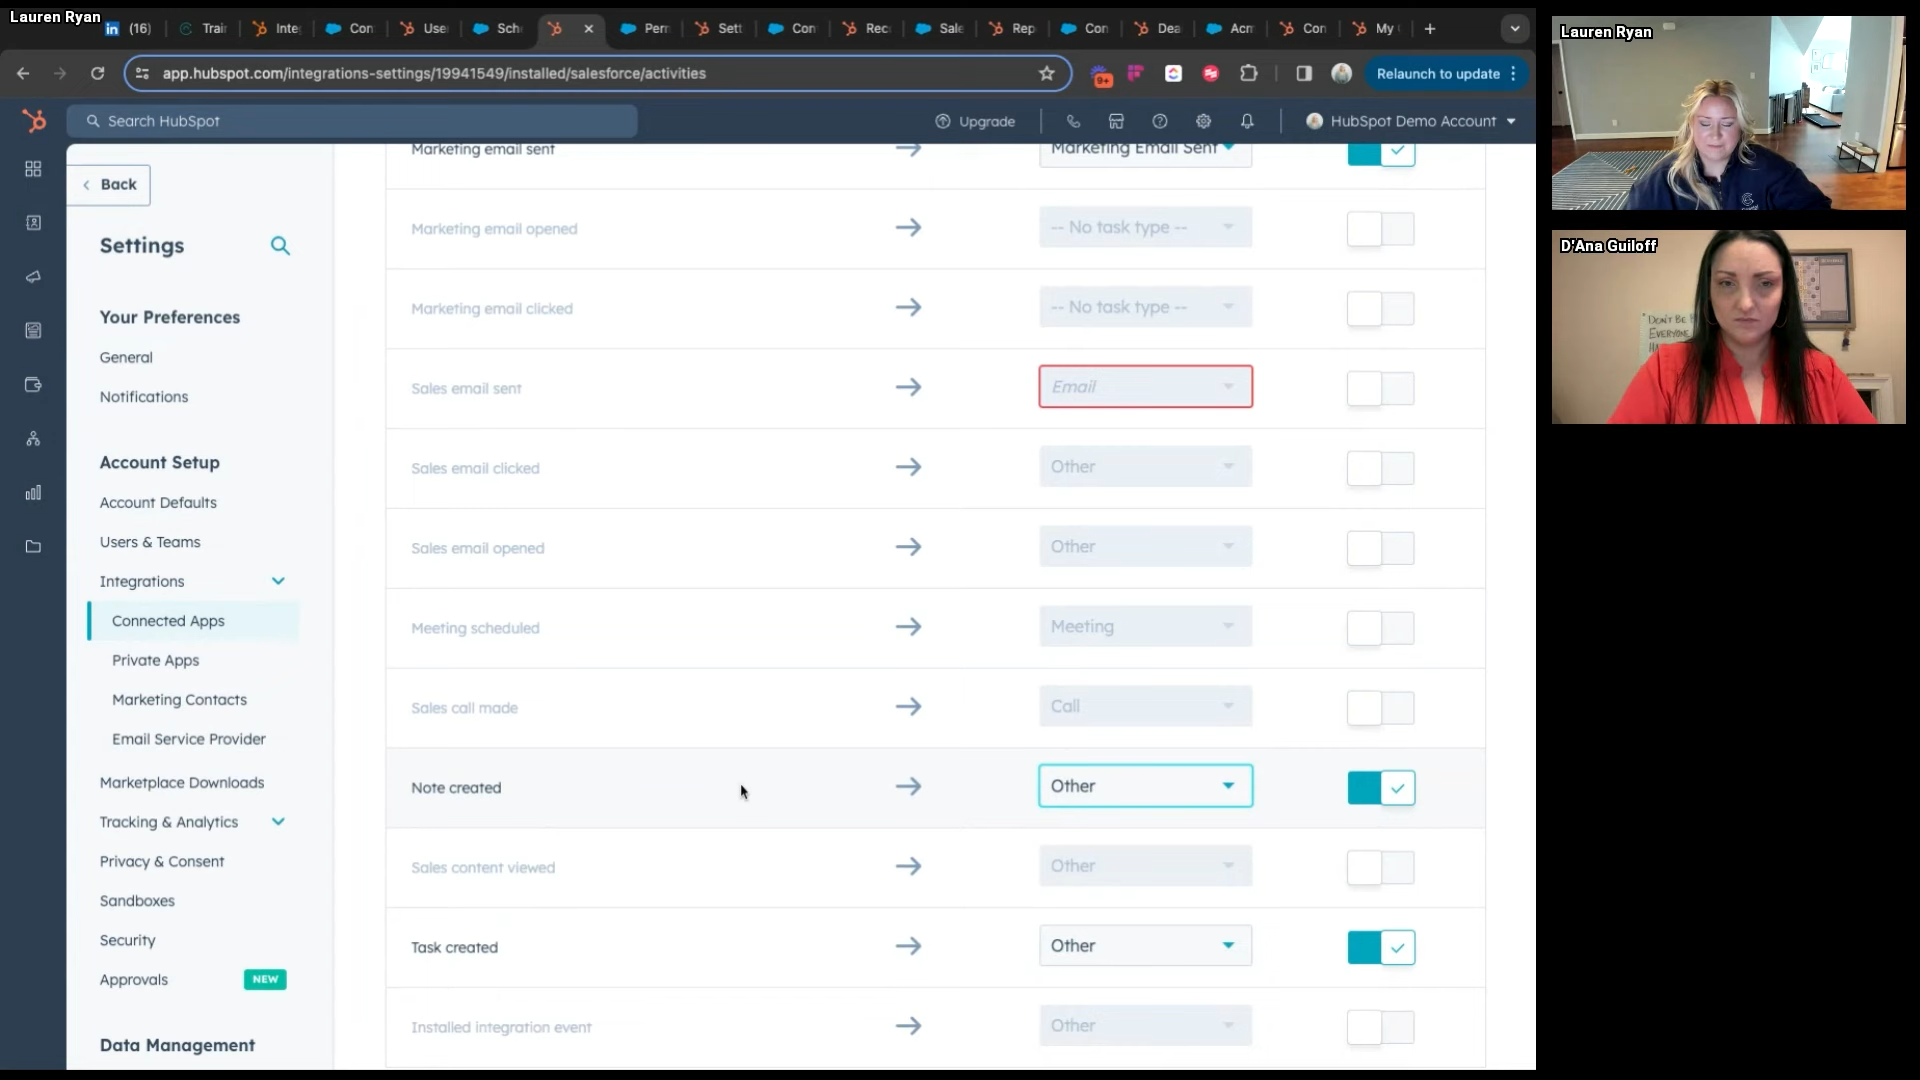 Lauren Ryan
(16)
Trai
Inte
Con
Use
Sch
Perm
Sett
Con
Rec
Sale
Rep
Con
Dea
Acm
Con
My
app.hubspot.com/integrations-settings/19941549/installed/salesforce/activities
9+
Relaunch to update
Search HubSpot
Upgrade
HubSpot Demo Account
Back
Settings
Your Preferences
General
Notifications
Account Setup
Account Defaults
Users & Teams
Integrations
Connected Apps
Private Apps
Marketing Contacts
Email Service Provider
Marketplace Downloads
Tracking & Analytics
Privacy & Consent
Sandboxes
Security
Approvals NEW
Data Management
Marketing email sent Marketing Email Sent
Marketing email opened -- No task type --
Marketing email clicked -- No task type --
Sales email sent Email
Sales email clicked Other
Sales email opened Other
Meeting scheduled Meeting
Sales call made Call
Note created Other
Sales content viewed Other
Task created Other
Installed integration event Other
Lauren Ryan
D'Ana Guiloff
DON'T BE
EVERYONE